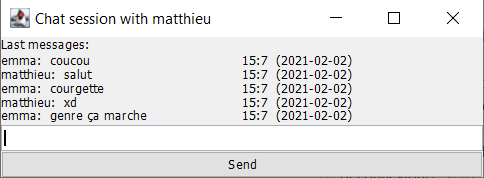 Chat session with matthieu
Last messages:
emma: coucou 15:7 (2021-02-02)
matthieu: salut 15:7 (2021-02-02)
emma: courgette 15:7 (2021-02-02)
matthieu: xd 15:7 (2021-02-02)
emma: genre ça marche 15:7 (2021-02-02)
Send